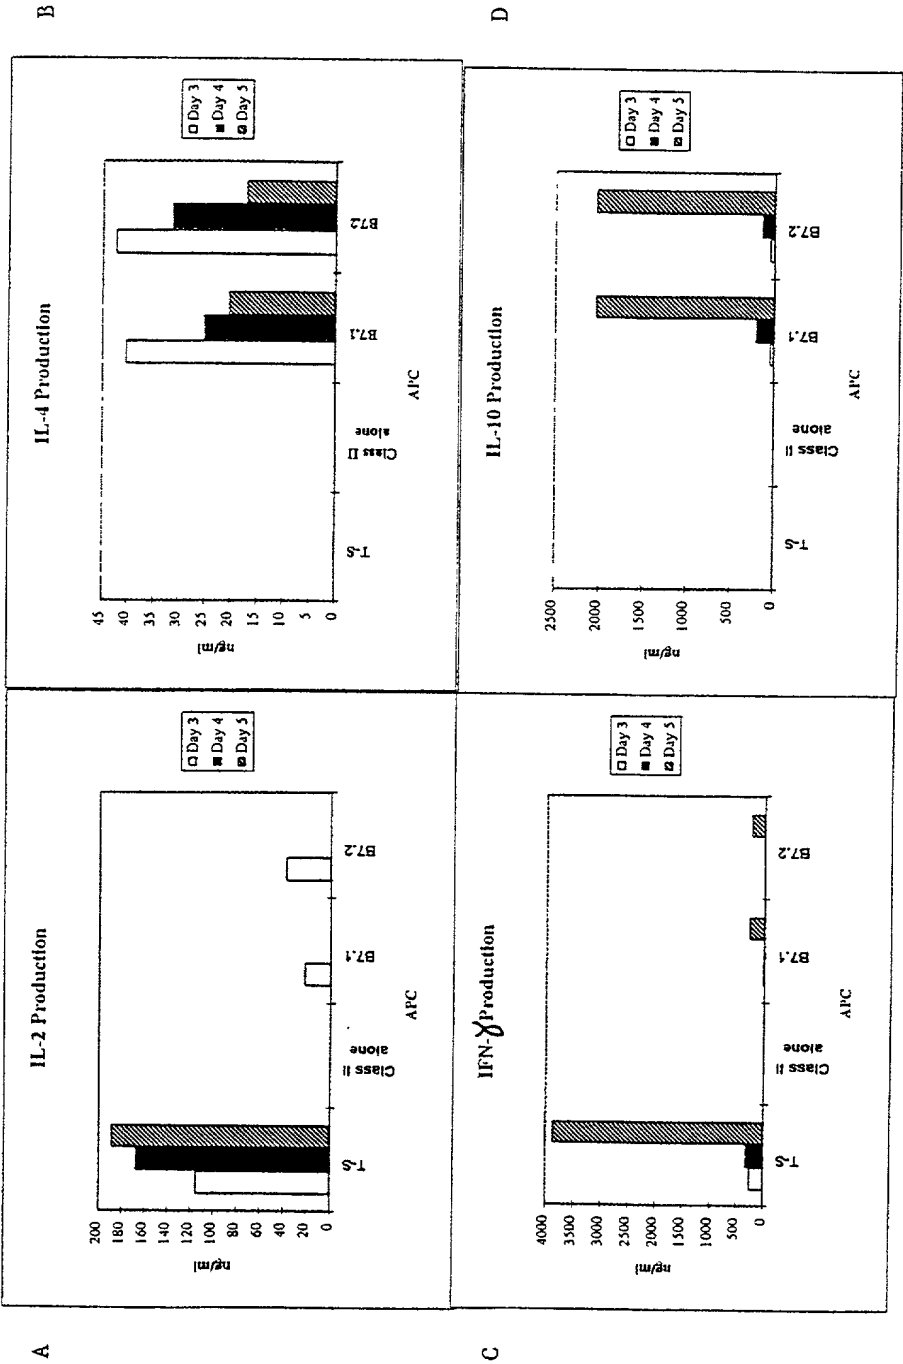 A
IL-2 Production
200
180
160
140
120
100
80
60
40
20
0
ng/ml
T-S
Class II
alone
B7.1
B7.2
APC
Day 3
Day 4
Day 5
B
IL-4 Production
45
40
35
30
25
20
15
10
5
0
ng/ml
T-S
Class II
alone
B7.1
B7.2
APC
Day 3
Day 4
Day 5
C
IFN-γ Production
4000
3500
3000
2500
2000
1500
1000
500
0
ng/ml
T-S
Class II
alone
B7.1
B7.2
APC
Day 3
Day 4
Day 5
D
IL-10 Production
2500
2000
1500
1000
500
0
ng/ml
T-S
Class II
alone
B7.1
B7.2
APC
Day 3
Day 4
Day 5